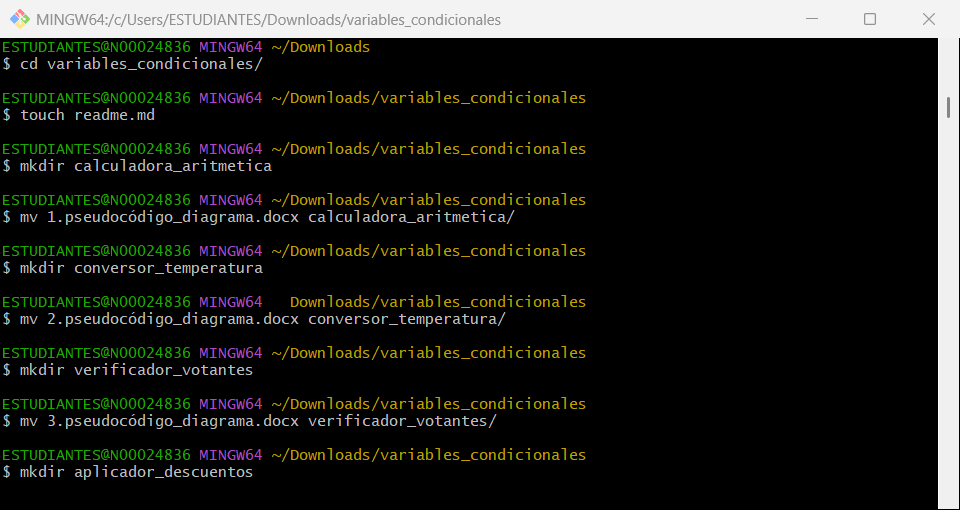 MINGW64:/c/Users/ESTUDIANTES/Downloads/variables_condicionales
ESTUDIANTES@N00024836 MINGW64 ~/Downloads
$ cd variables_condicionales/
ESTUDIANTES@N00024836 MINGW64 ~/Downloads/variables_condicionales
$ touch readme.md
ESTUDIANTES@N00024836 MINGW64 ~/Downloads/variables_condicionales
$ mkdir calculadora_aritmetica
ESTUDIANTES@N00024836 MINGW64 ~/Downloads/variables_condicionales
$ mv 1.pseudocódigo_diagrama.docx calculadora_aritmetica/
ESTUDIANTES@N00024836 MINGW64 ~/Downloads/variables_condicionales
$ mkdir conversor_temperatura
ESTUDIANTES@N00024836 MINGW64 Downloads/variables_condicionales
$ mv 2.pseudocódigo_diagrama.docx conversor_temperatura/
ESTUDIANTES@N00024836 MINGW64 ~/Downloads/variables_condicionales
$ mkdir verificador_votantes
ESTUDIANTES@N00024836 MINGW64 ~/Downloads/variables_condicionales
$ mv 3.pseudocódigo_diagrama.docx verificador_votantes/
ESTUDIANTES@N00024836 MINGW64 ~/Downloads/variables_condicionales
$ mkdir aplicador_descuentos